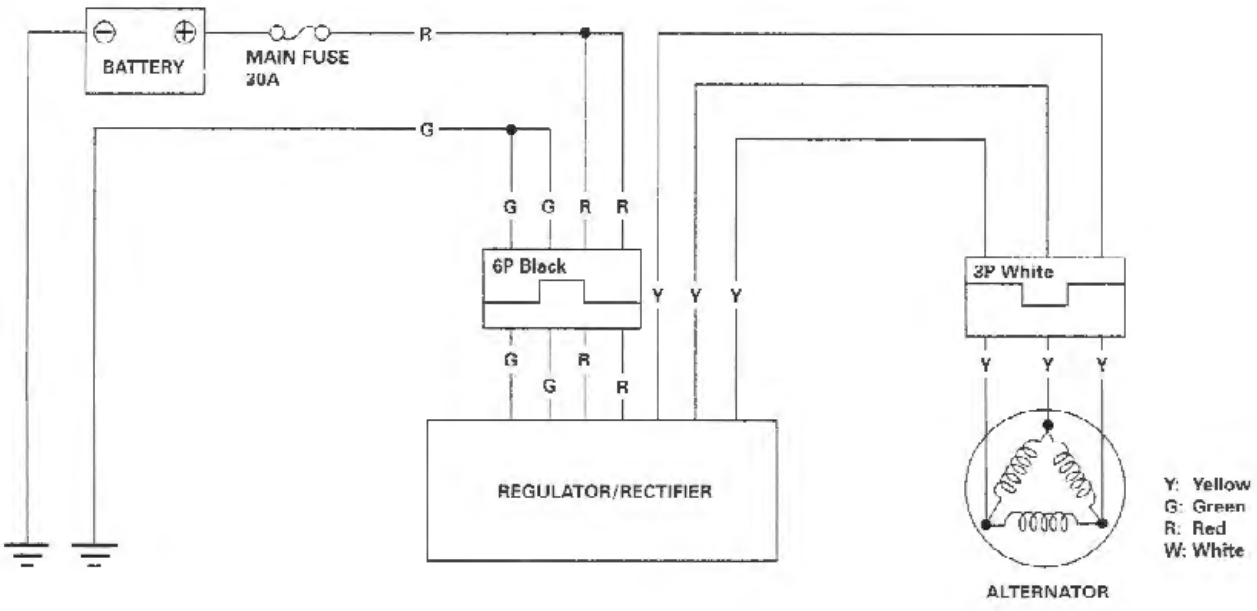 ⊖ ⊕
BATTERY
MAIN FUSE
30A
R
G
G G R R
6P Black
3P White
Y Y Y
G R
G R
Y Y Y
REGULATOR/RECTIFIER
Y: Yellow
G: Green
R: Red
W: White
ALTERNATOR